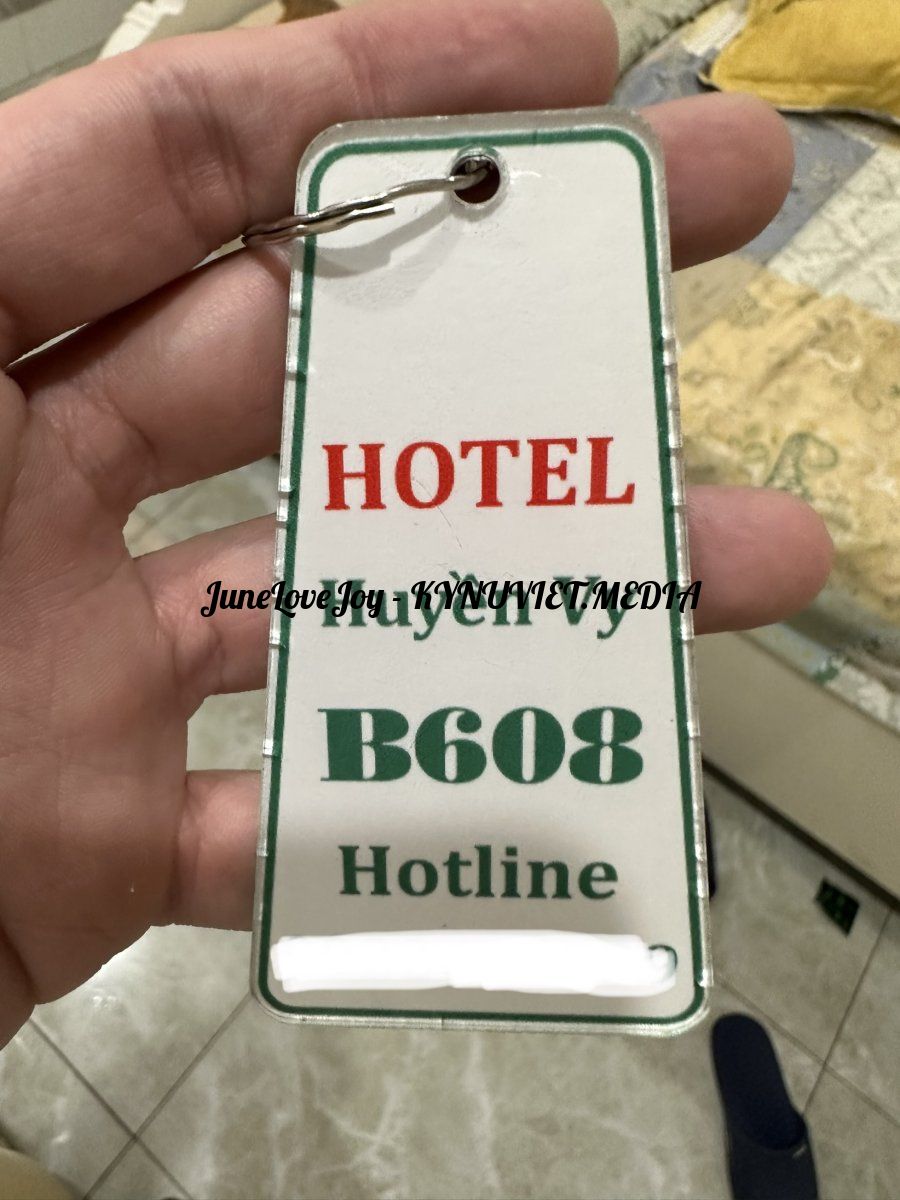 HOTEL
Huyền Vy
JuneLoveJoy - KYNUVIET.MEDIA
B608
Hotline